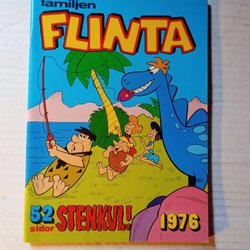 familjen
FLINTA
52
sidor
STENKUL!
1976